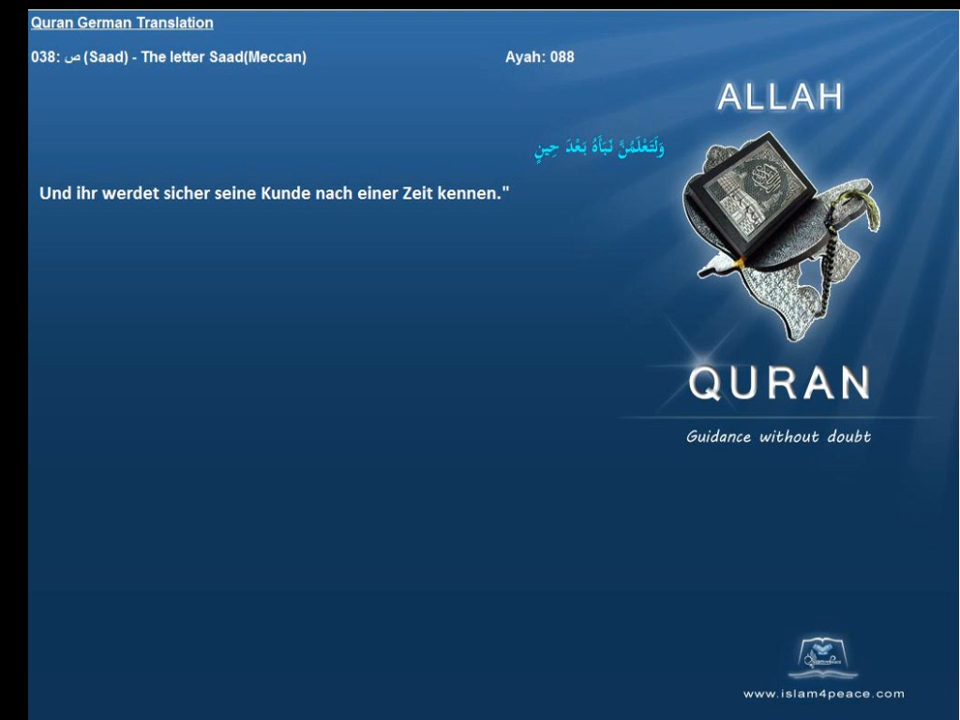 Quran German Translation
038: ص (Saad) - The letter Saad(Meccan) Ayah: 088
ALLAH
وَلَتَعْلَمُنَّ نَبَأَهُ بَعْدَ حِينٍ
Und ihr werdet sicher seine Kunde nach einer Zeit kennen."
QURAN
Guidance without doubt
www.islam4peace.com